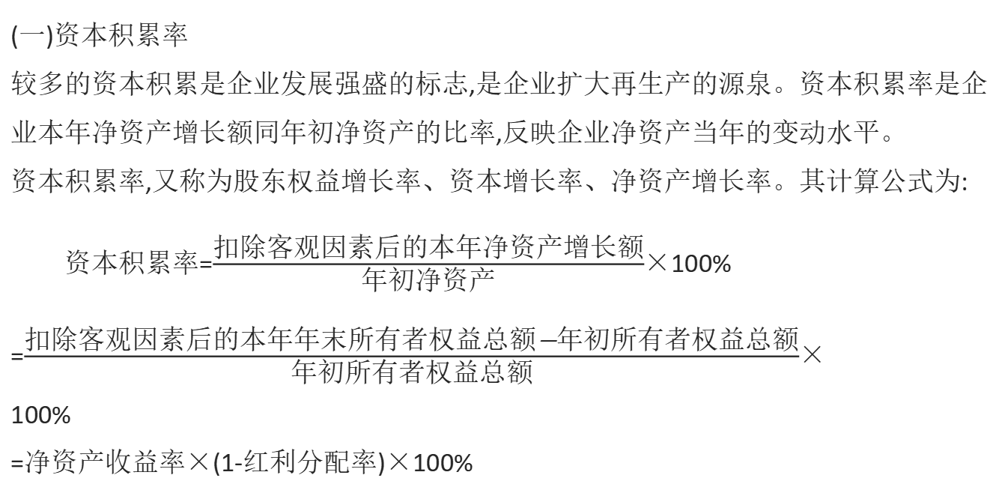 (一)资本积累率
较多的资本积累是企业发展强盛的标志,是企业扩大再生产的源泉。资本积累率是企
业本年净资产增长额同年初净资产的比率,反映企业净资产当年的变动水平。
资本积累率,又称为股东权益增长率、资本增长率、净资产增长率。其计算公式为:
扣除客观因素后的本年净资产增长额
资本积累率=×100%
年初净资产
扣除客观因素后的本年年末所有者权益总额–年初所有者权益总额
=×
年初所有者权益总额
100%
=净资产收益率×(1-红利分配率)×100%